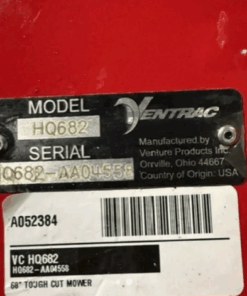 MODEL
HQ682
VENTRAC
SERIAL
Manufactured by
Venture Products Inc.
Orrville, Ohio 44667
Country of Origin: USA
A052384
VC HQ682
HQ682-AA04550
68" TOUGH CUT MOWER